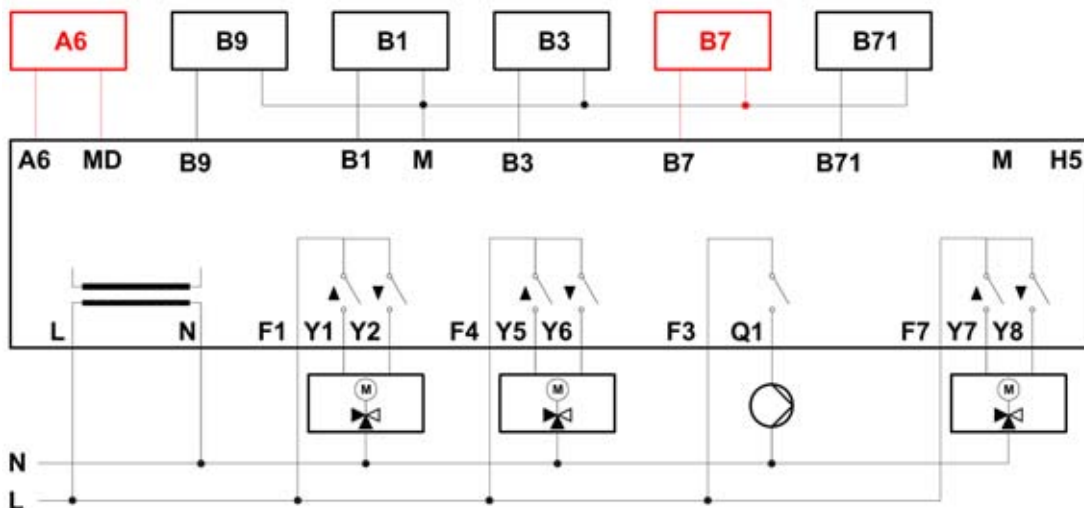 A6 B9 B1 B3 B7 B71
A6 MD B9 B1 M B3 B7 B71 M H5
L N F1 Y1 Y2 F4 Y5 Y6 F3 Q1 F7 Y7 Y8
M M M
N
L